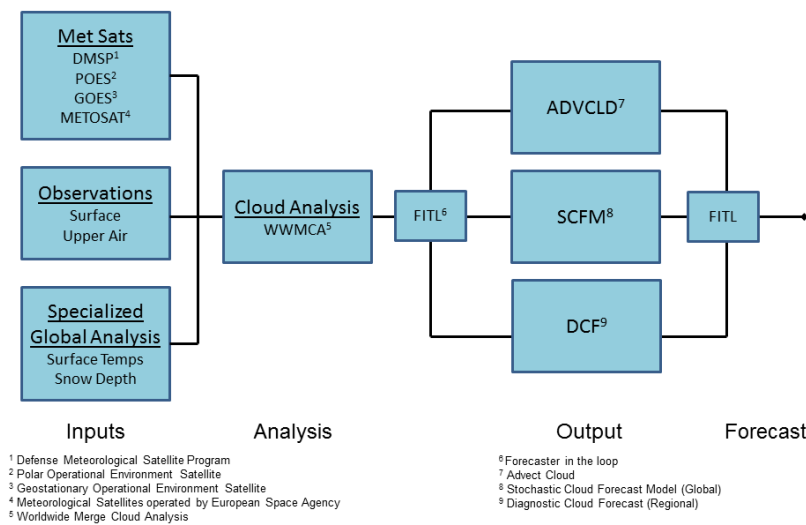 Met Sats
DMSP¹
POES²
GOES³
METOSAT⁴
Observations
Surface
Upper Air
Specialized
Global Analysis
Surface Temps
Snow Depth
Cloud Analysis
WWMCA⁵
FITL⁶
ADVCLD⁷
SCFM⁸
DCF⁹
FITL
Inputs
Analysis
Output
Forecast
¹ Defense Meteorological Satellite Program
² Polar Operational Environment Satellite
³ Geostationary Operational Environment Satellite
⁴ Meteorological Satellites operated by European Space Agency
⁵ Worldwide Merge Cloud Analysis
⁶ Forecaster in the loop
⁷ Advect Cloud
⁸ Stochastic Cloud Forecast Model (Global)
⁹ Diagnostic Cloud Forecast (Regional)